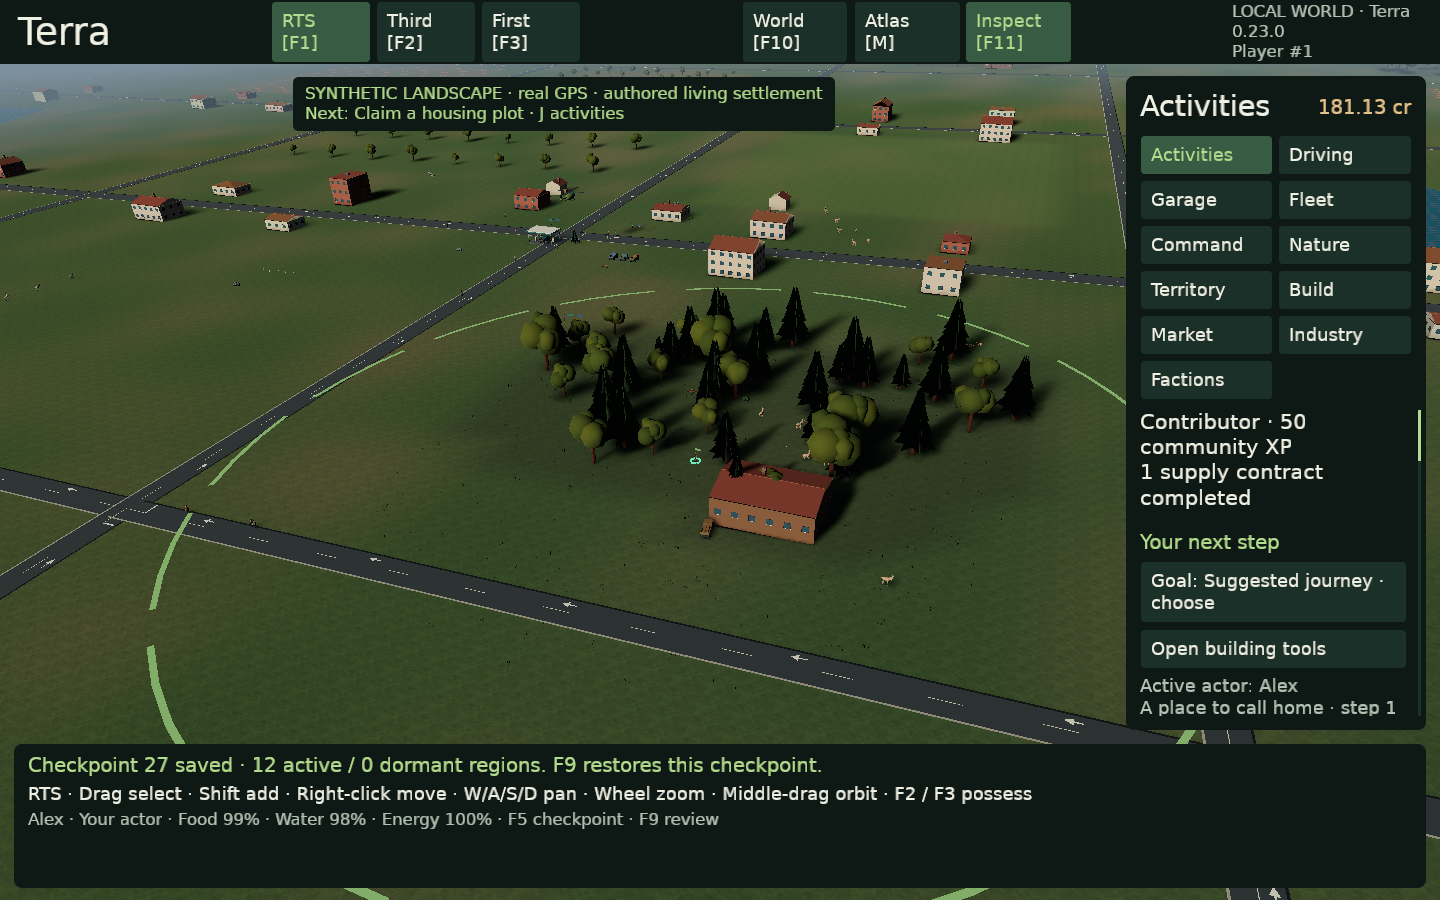 Terra
RTS
[F1]
Third
[F2]
First
[F3]
World
[F10]
Atlas
[M]
Inspect
[F11]
LOCAL WORLD · Terra
0.23.0
Player #1
SYNTHETIC LANDSCAPE · real GPS · authored living settlement
Next: Claim a housing plot · J activities
Activities 181.13 cr
Activities
Driving
Garage
Fleet
Command
Nature
Territory
Build
Market
Industry
Factions
Contributor · 50
community XP
1 supply contract
completed
Your next step
Goal: Suggested journey ·
choose
Open building tools
Active actor: Alex
A place to call home · step 1
Checkpoint 27 saved · 12 active / 0 dormant regions. F9 restores this checkpoint.
RTS · Drag select · Shift add · Right-click move · W/A/S/D pan · Wheel zoom · Middle-drag orbit · F2 / F3 possess
Alex · Your actor · Food 99% · Water 98% · Energy 100% · F5 checkpoint · F9 review